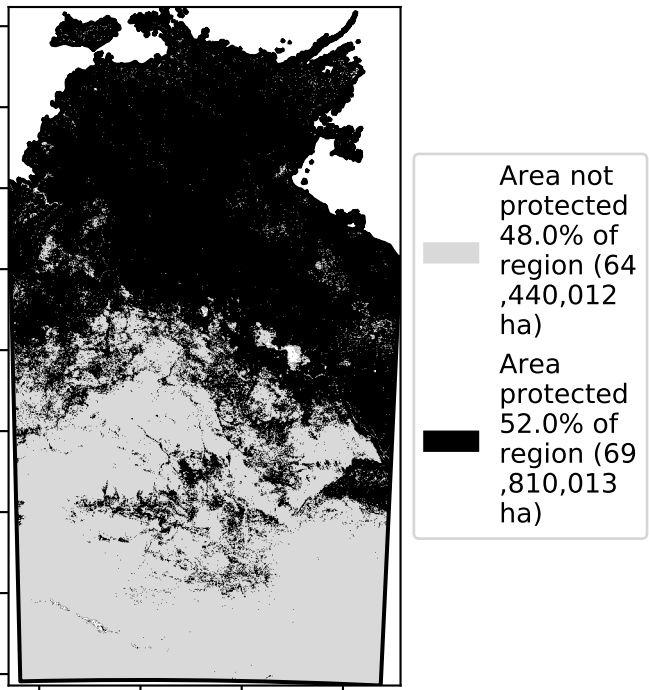 Area not
protected
48.0% of
region (64
,440,012
ha)
Area
protected
52.0% of
region (69
,810,013
ha)